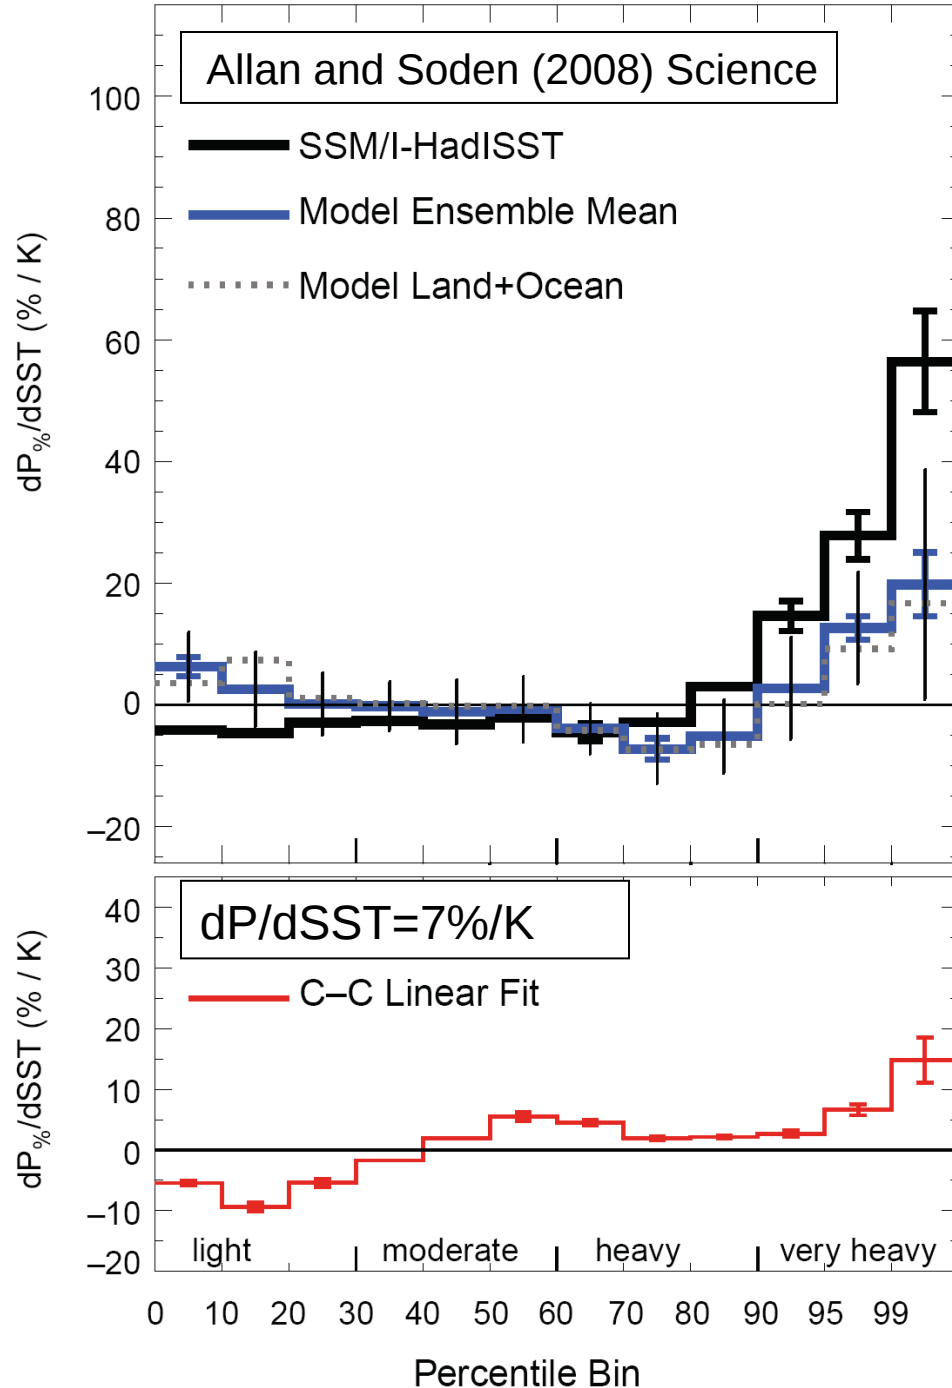 Allan and Soden (2008) Science
SSM/I-HadISST
Model Ensemble Mean
Model Land+Ocean
dP%/dSST (% / K)
100
80
60
40
20
0
–20
dP/dSST=7%/K
C–C Linear Fit
dP%/dSST (% / K)
40
30
20
10
0
–10
–20
light moderate heavy very heavy
0 10 20 30 40 50 60 70 80 90 95 99
Percentile Bin